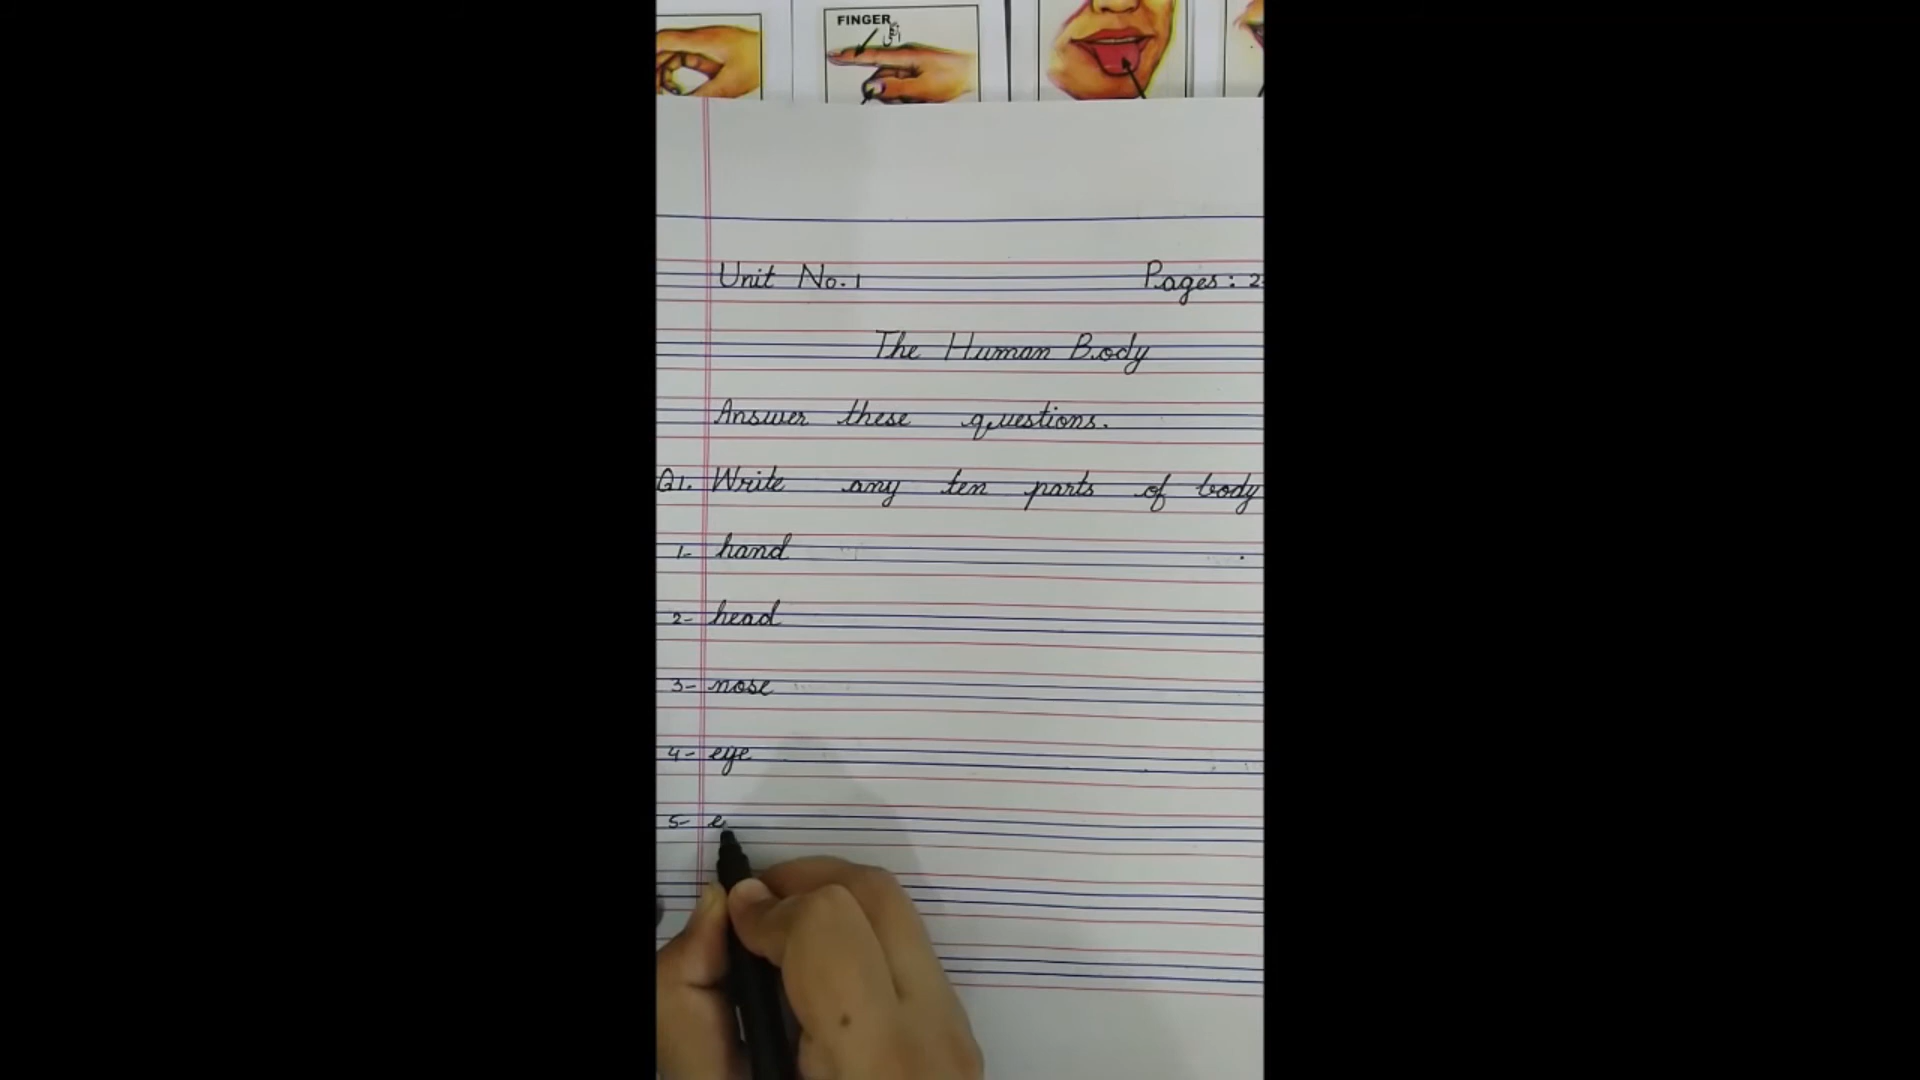 FINGER
انگلی
Unit No. 1 Pages: 2
The Human Body
Answer these questions.
Q1. Write any ten parts of body
1- hand
2- head
3- nose
4- eye
5- e